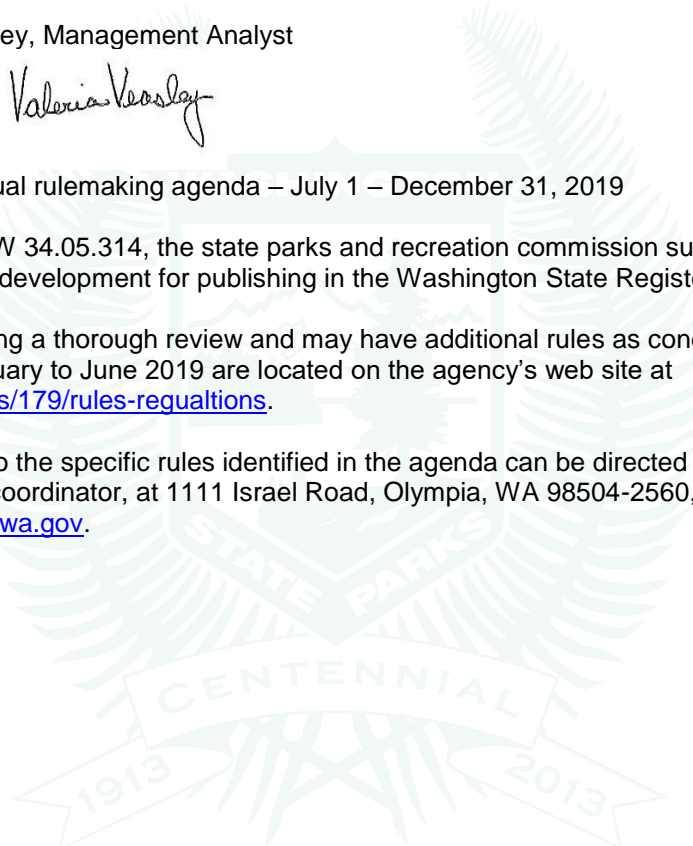 ey, Management Analyst
Valeria Veasley
ual rulemaking agenda – July 1 – December 31, 2019
W 34.05.314, the state parks and recreation commission su
development for publishing in the Washington State Registe
ng a thorough review and may have additional rules as con
uary to June 2019 are located on the agency’s web site at
s/179/rules-regualtions.
o the specific rules identified in the agenda can be directed
coordinator, at 1111 Israel Road, Olympia, WA 98504-2560,
wa.gov.
WASHINGTON
STATE PARKS
CENTENNIAL
1913
2013